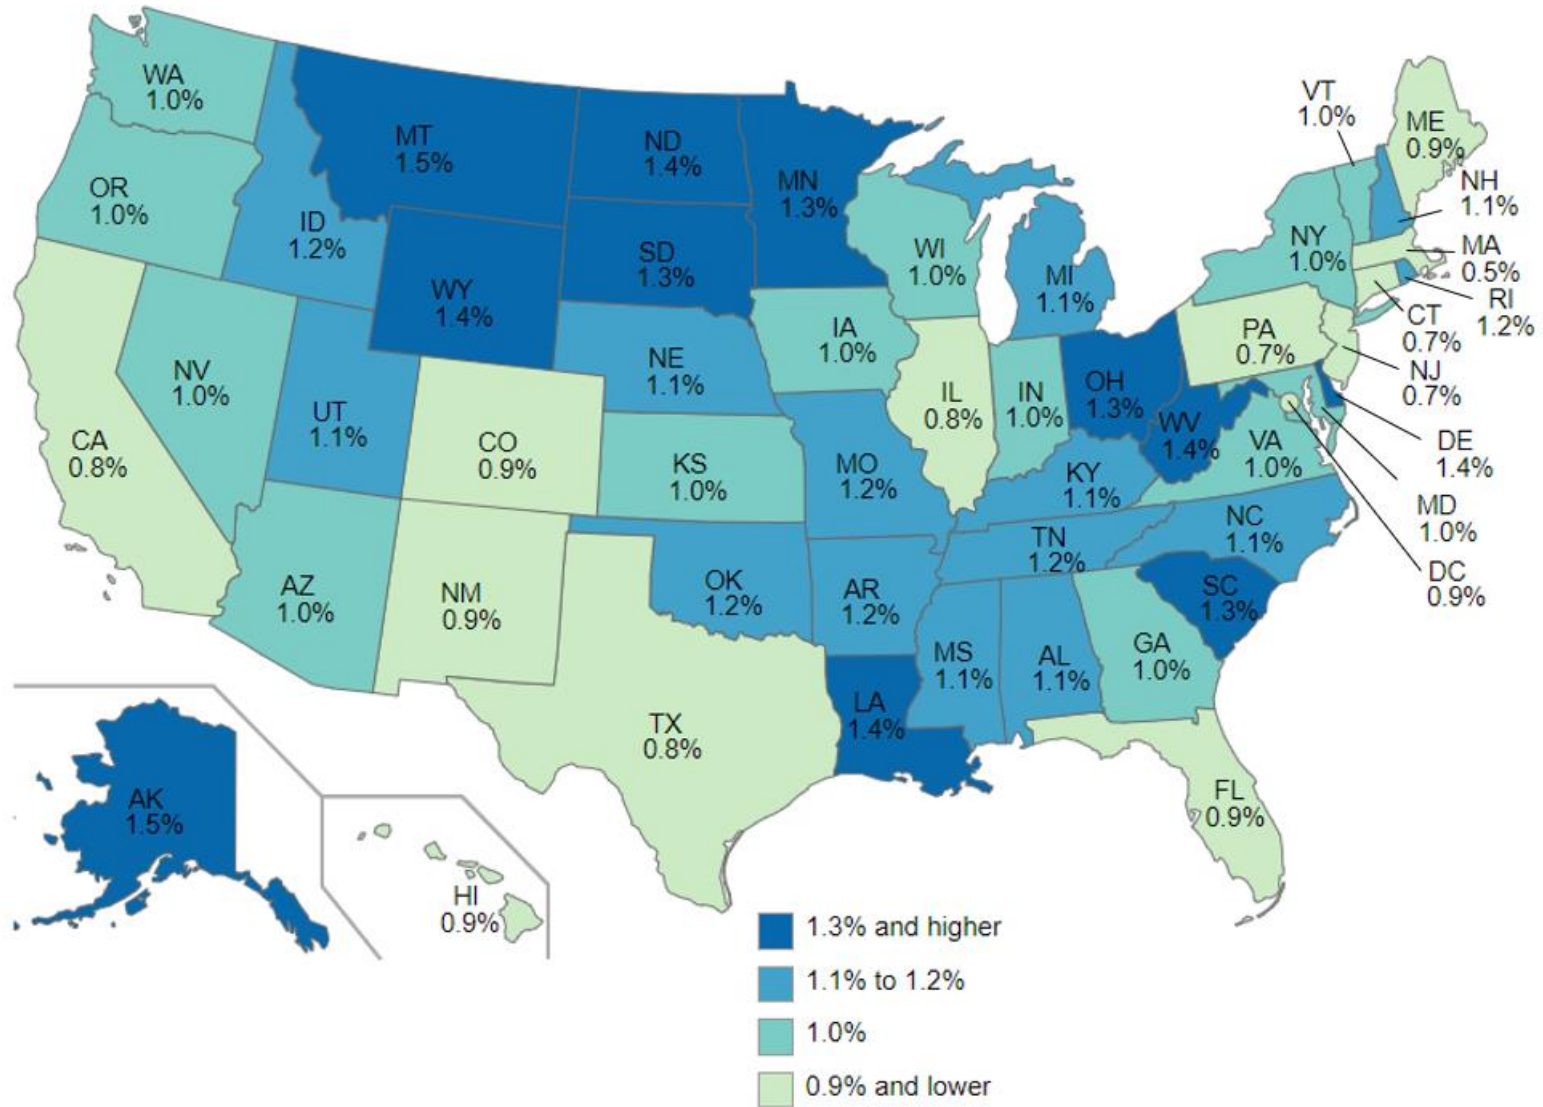 WA
1.0%
OR
1.0%
CA
0.8%
NV
1.0%
ID
1.2%
MT
1.5%
WY
1.4%
UT
1.1%
AZ
1.0%
CO
0.9%
NM
0.9%
ND
1.4%
SD
1.3%
NE
1.1%
KS
1.0%
OK
1.2%
TX
0.8%
MN
1.3%
IA
1.0%
MO
1.2%
AR
1.2%
LA
1.4%
WI
1.0%
IL
0.8%
MI
1.1%
IN
1.0%
OH
1.3%
KY
1.1%
TN
1.2%
MS
1.1%
AL
1.1%
GA
1.0%
FL
0.9%
SC
1.3%
NC
1.1%
VA
1.0%
WV
1.4%
PA
0.7%
NY
1.0%
VT
1.0%
ME
0.9%
NH
1.1%
MA
0.5%
RI
1.2%
CT
0.7%
NJ
0.7%
DE
1.4%
MD
1.0%
DC
0.9%
AK
1.5%
HI
0.9%
1.3% and higher
1.1% to 1.2%
1.0%
0.9% and lower